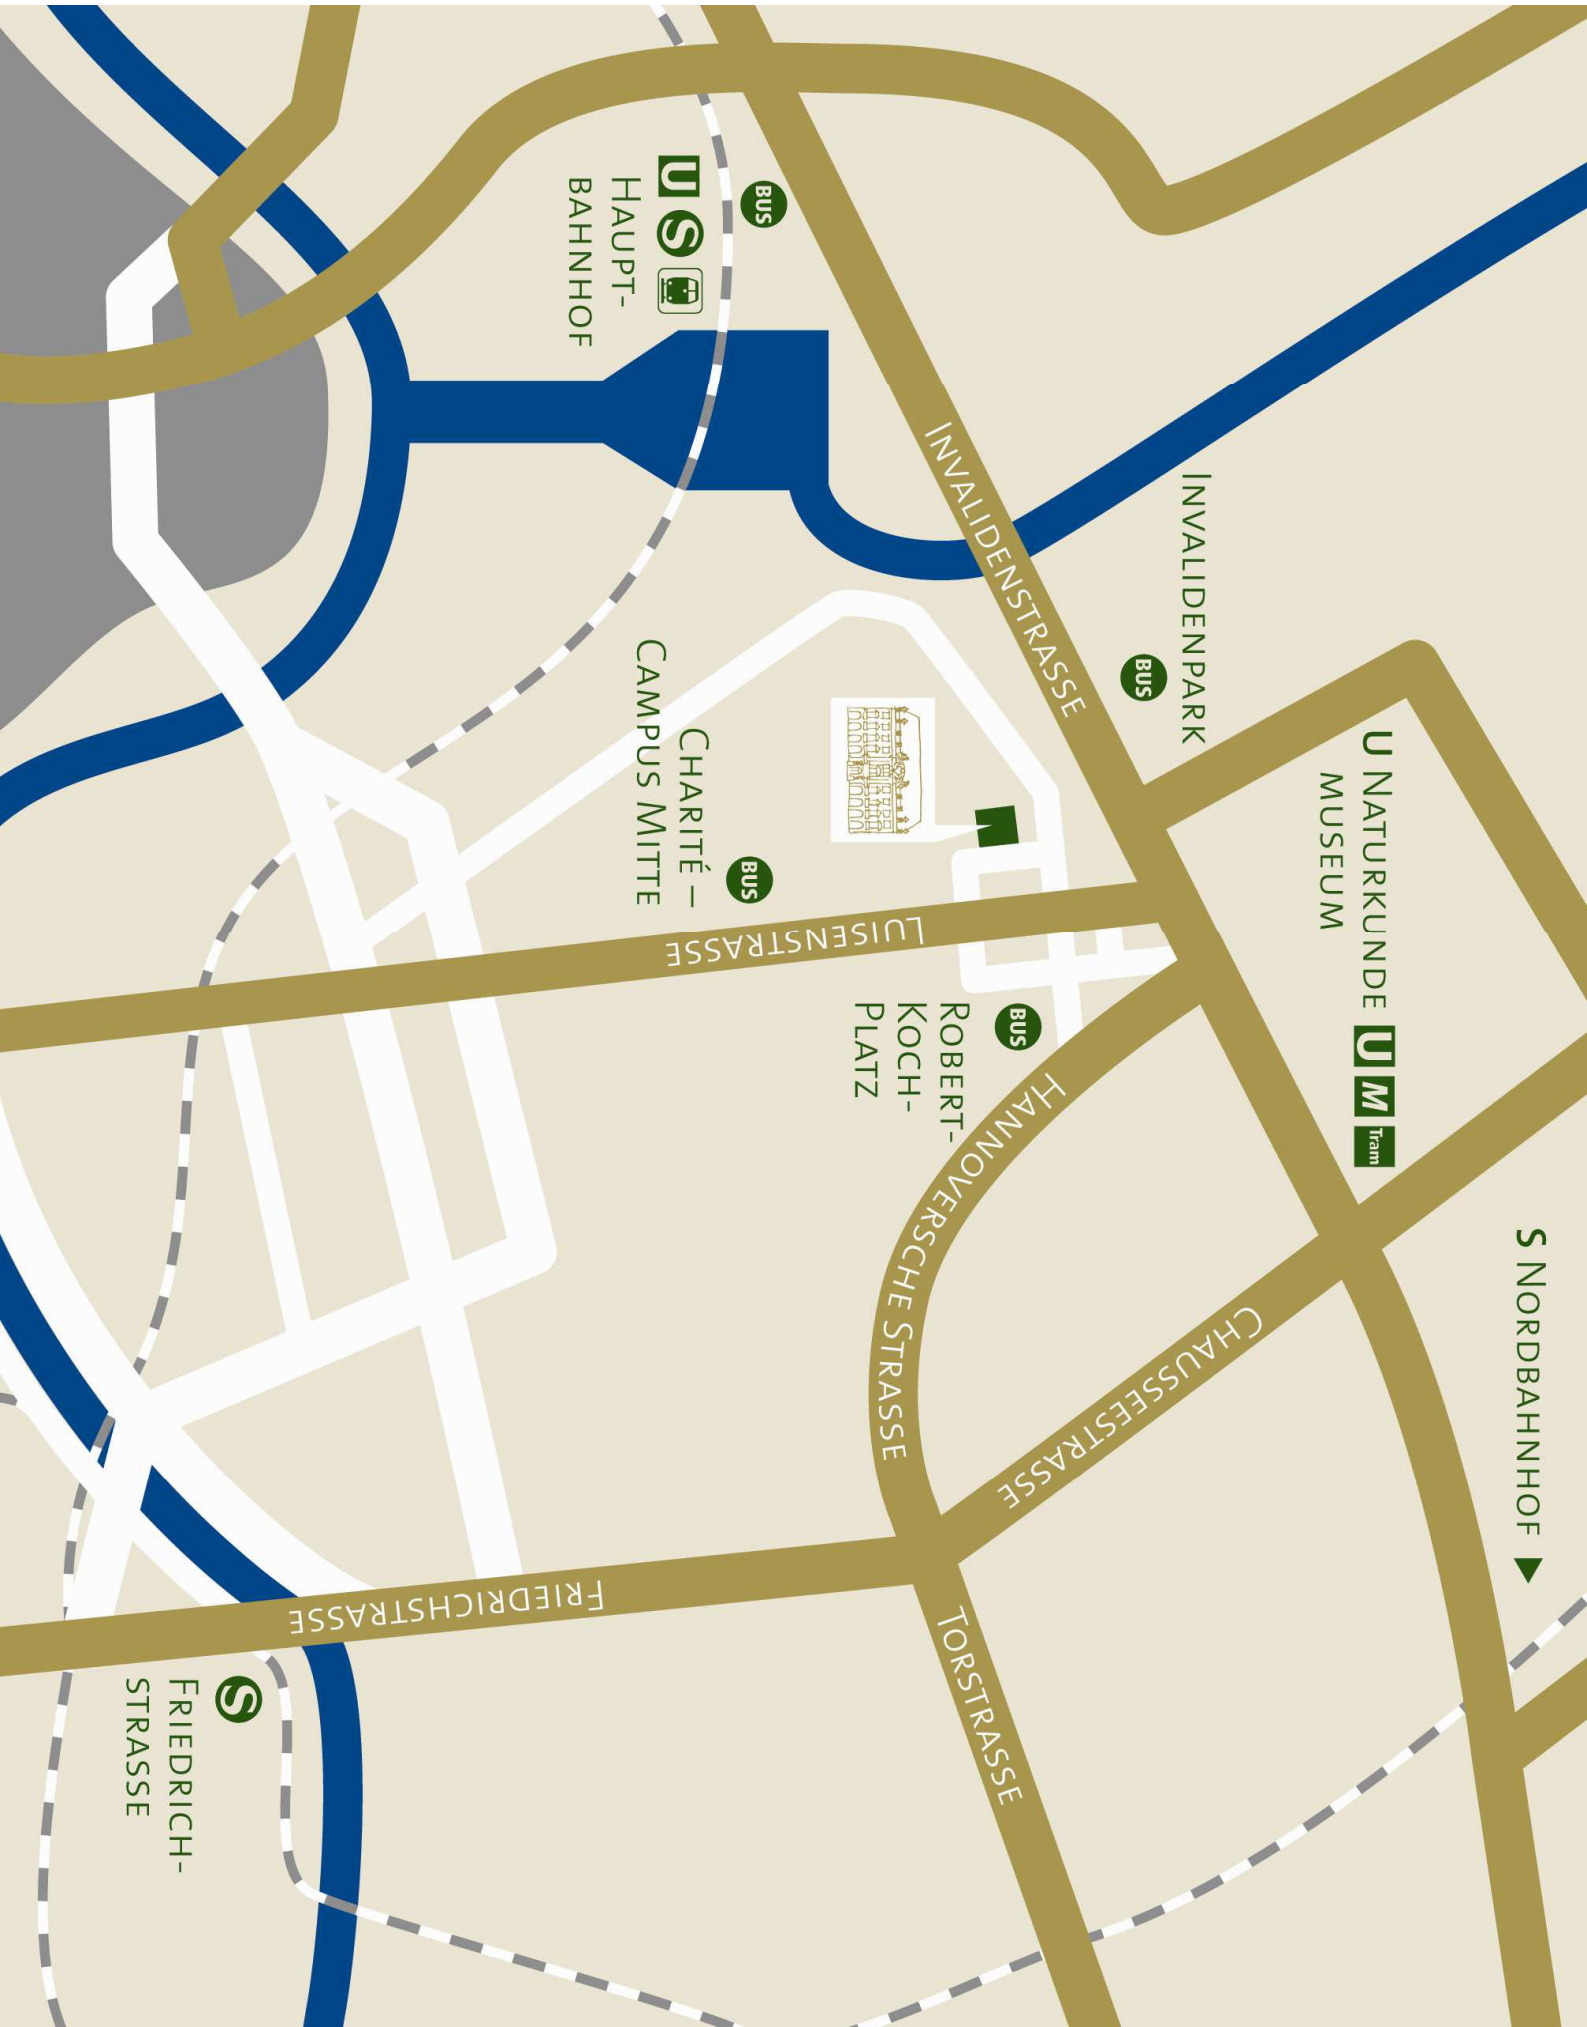 S NORDBAHNHOF
U NATURKUNDE U M Tram
MUSEUM
INVALIDENPARK
BUS
INVALIDENSTRASSE
BUS
U S
HAUPT-
BAHNHOF
CHARITÉ –
CAMPUS MITTE
BUS
LUISENSTRASSE
BUS
ROBERT-
KOCH-
PLATZ
HANNOVERSCHE STRASSE
CHAUSSEESTRASSE
TORSTRASSE
FRIEDRICHSTRASSE
S
FRIEDRICH-
STRASSE